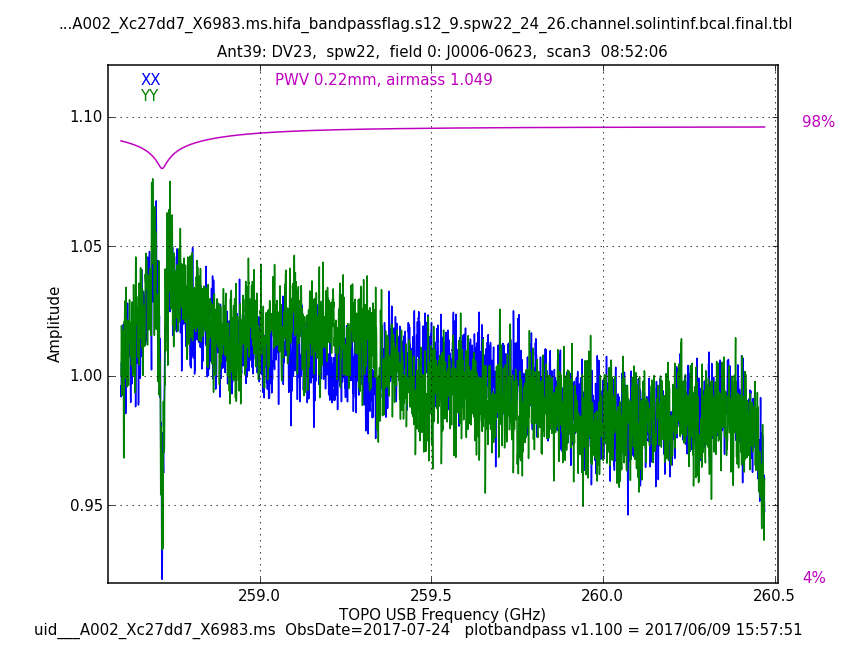 ...A002_Xc27dd7_X6983.ms.hifa_bandpassflag.s12_9.spw22_24_26.channel.solintinf.bcal.final.tbl
Ant39: DV23,  spw22,  field 0: J0006-0623,  scan3  08:52:06
XX
PWV 0.22mm, airmass 1.049
YY
98%
1.10
1.05
1.00
0.95
Amplitude
4%
259.0
259.5
260.0
260.5
TOPO USB Frequency (GHz)
uid___A002_Xc27dd7_X6983.ms  ObsDate=2017-07-24   plotbandpass v1.100 = 2017/06/09 15:57:51